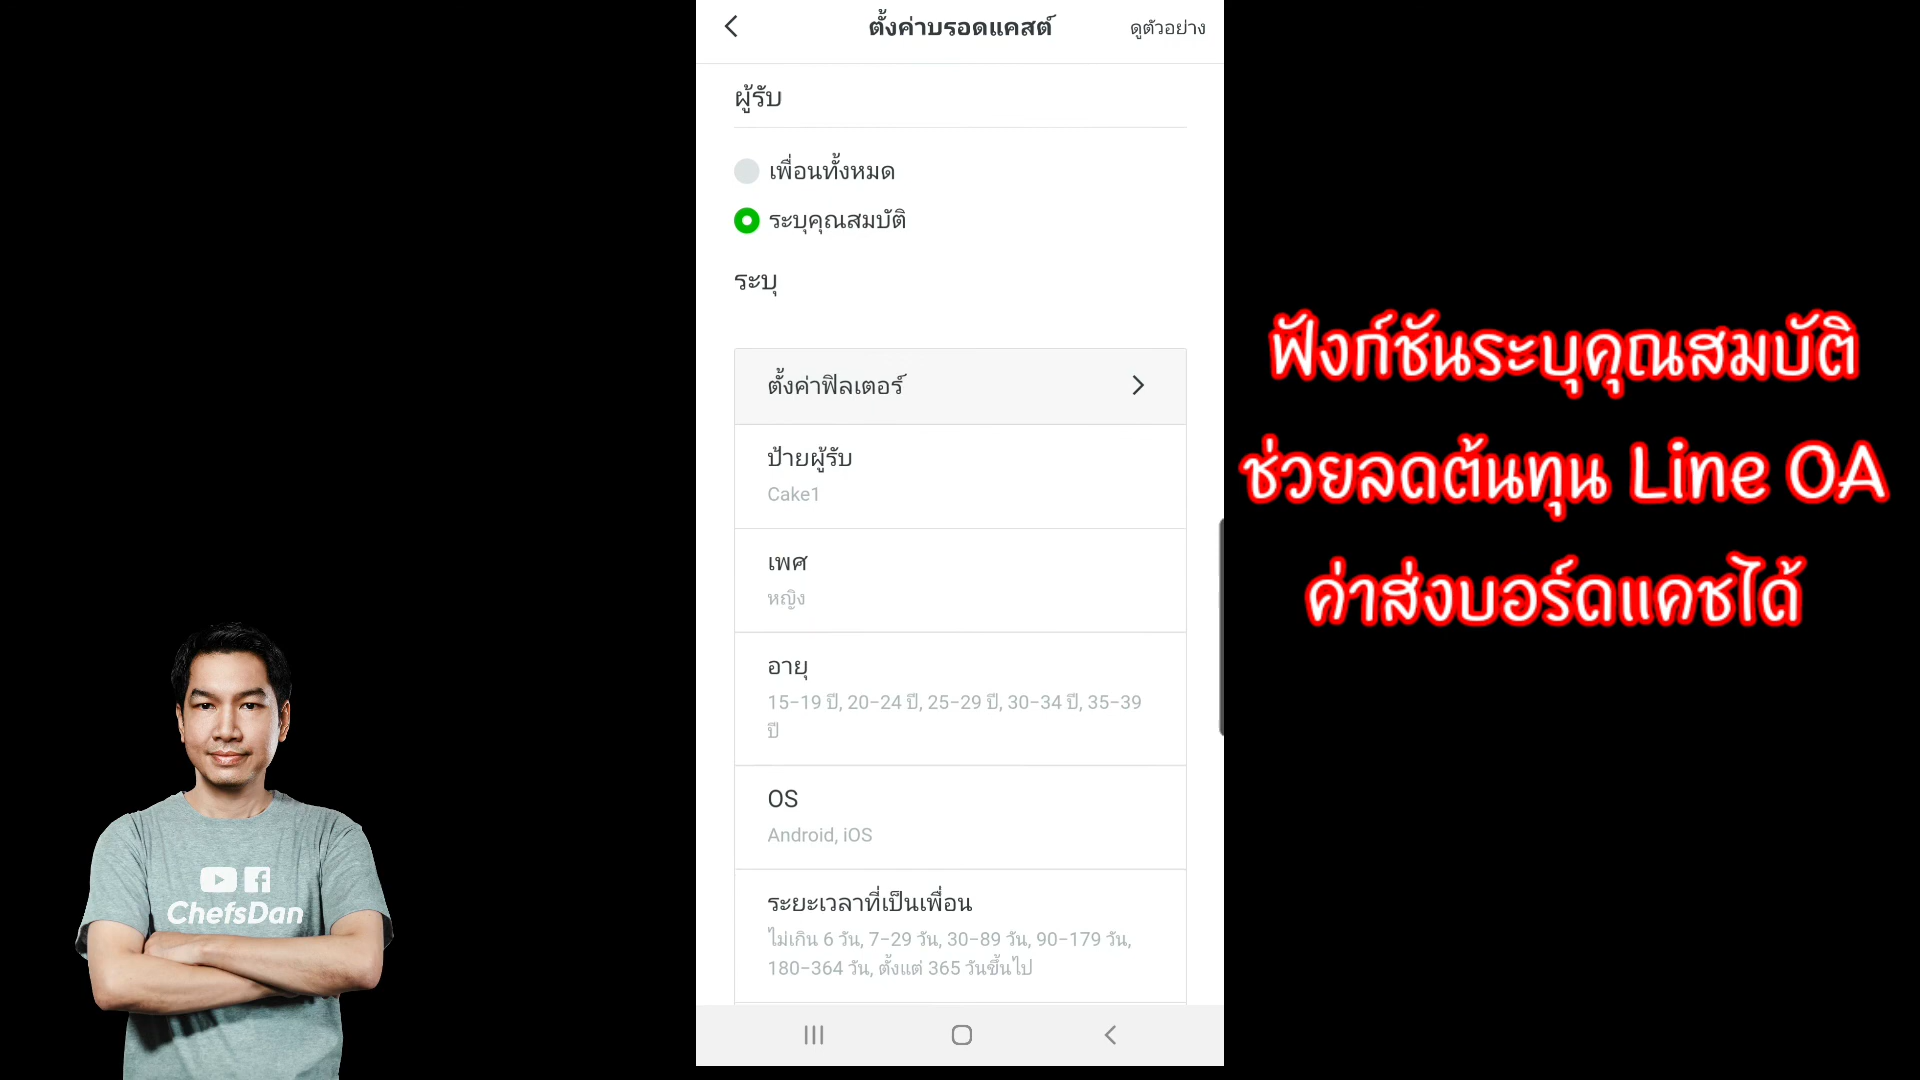 ตั้งค่าบรอดแคสต์
ดูตัวอย่าง
ผู้รับ
เพื่อนทั้งหมด
ระบุคุณสมบัติ
ระบุ
ตั้งค่าฟิลเตอร์
ป้ายผู้รับ
Cake1
เพศ
หญิง
อายุ
15-19 ปี, 20-24 ปี, 25-29 ปี, 30-34 ปี, 35-39
ปี
OS
Android, iOS
ระยะเวลาที่เป็นเพื่อน
ไม่เกิน 6 วัน, 7-29 วัน, 30-89 วัน, 90-179 วัน,
180-364 วัน, ตั้งแต่ 365 วันขึ้นไป
ฟังก์ชันระบุคุณสมบัติ
ช่วยลดต้นทุน Line OA
ค่าส่งบอร์ดแคชได้
ChefsDan